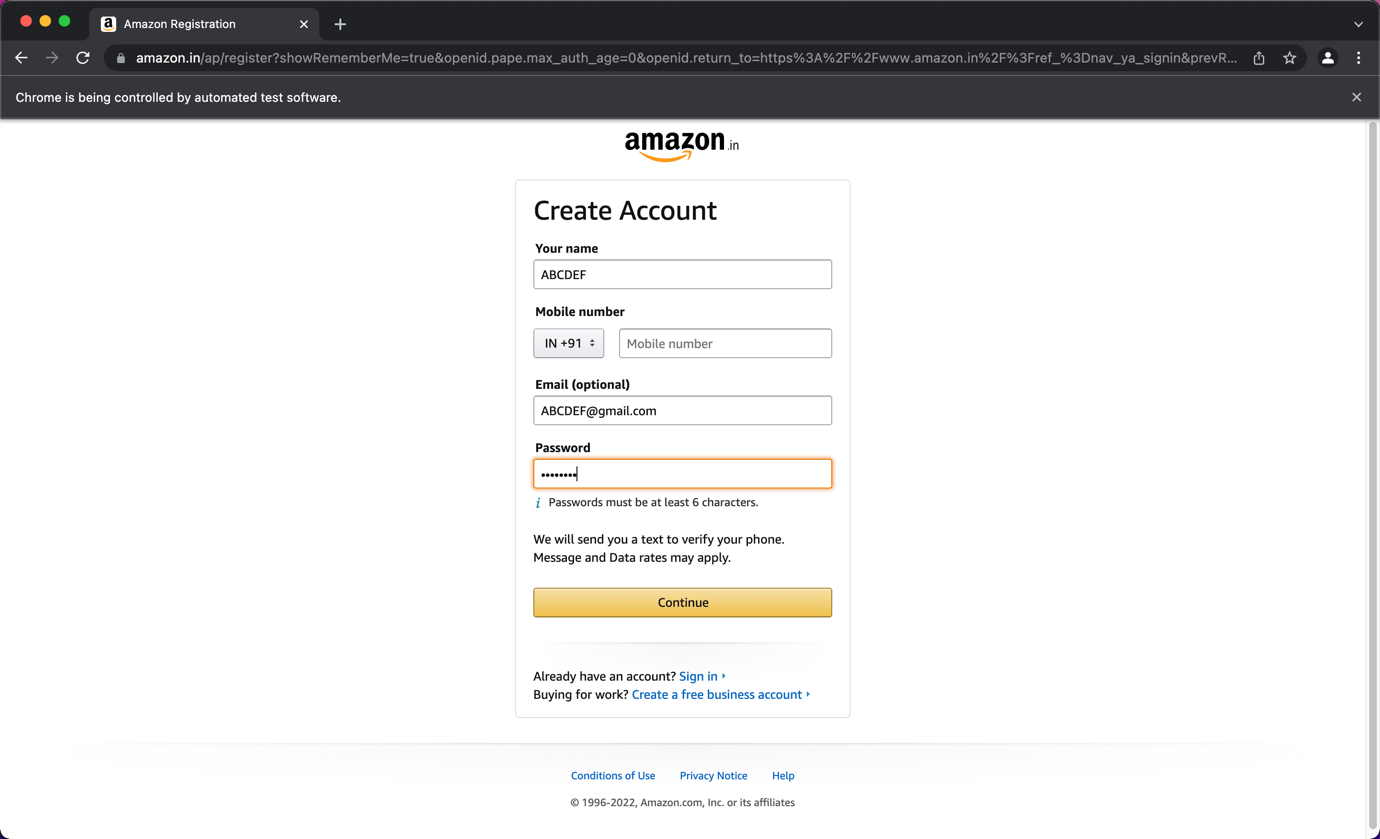 Amazon Registration
amazon.in/ap/register?showRememberMe=true&openid.pape.max_auth_age=0&openid.return_to=https%3A%2F%2Fwww.amazon.in%2F%3Fref_%3Dnav_ya_signin&prevR...
Chrome is being controlled by automated test software.
amazon.in
Create Account
Your name
ABCDEF
Mobile number
IN +91 Mobile number
Email (optional)
ABCDEF@gmail.com
Password
••••••••
i Passwords must be at least 6 characters.
We will send you a text to verify your phone.
Message and Data rates may apply.
Continue
Already have an account? Sign in
Buying for work? Create a free business account
Conditions of Use Privacy Notice Help
© 1996-2022, Amazon.com, Inc. or its affiliates